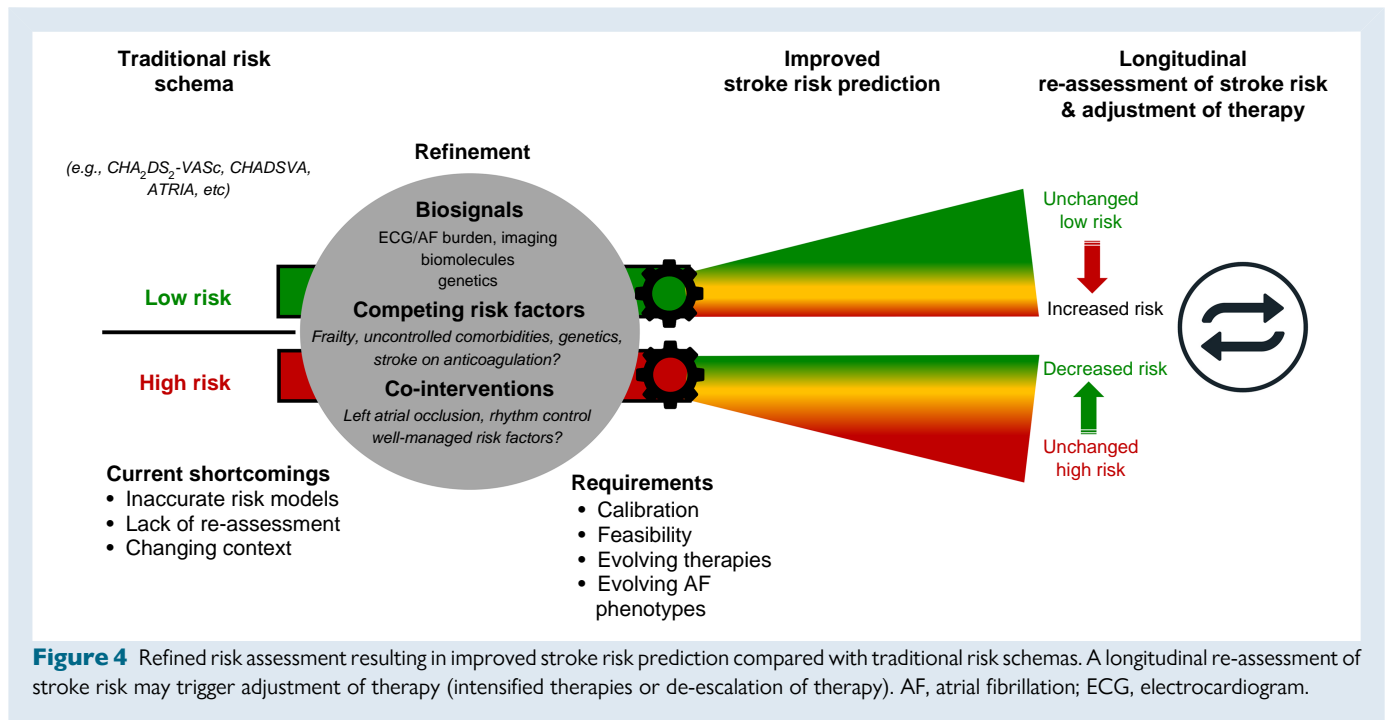 Traditional risk
schema
(e.g., CHA2DS2-VASc, CHADSVA,
ATRIA, etc)
Low risk
High risk
Current shortcomings
• Inaccurate risk models
• Lack of re-assessment
• Changing context
Refinement
Biosignals
ECG/AF burden, imaging
biomolecules
genetics
Competing risk factors
Frailty, uncontrolled comorbidities, genetics,
stroke on anticoagulation?
Co-interventions
Left atrial occlusion, rhythm control
well-managed risk factors?
Requirements
• Calibration
• Feasibility
• Evolving therapies
• Evolving AF
phenotypes
Improved
stroke risk prediction
Longitudinal
re-assessment of stroke risk
& adjustment of therapy
Unchanged
low risk
Increased risk
Decreased risk
Unchanged
high risk
Figure 4 Refined risk assessment resulting in improved stroke risk prediction compared with traditional risk schemas. A longitudinal re-assessment of
stroke risk may trigger adjustment of therapy (intensified therapies or de-escalation of therapy). AF, atrial fibrillation; ECG, electrocardiogram.